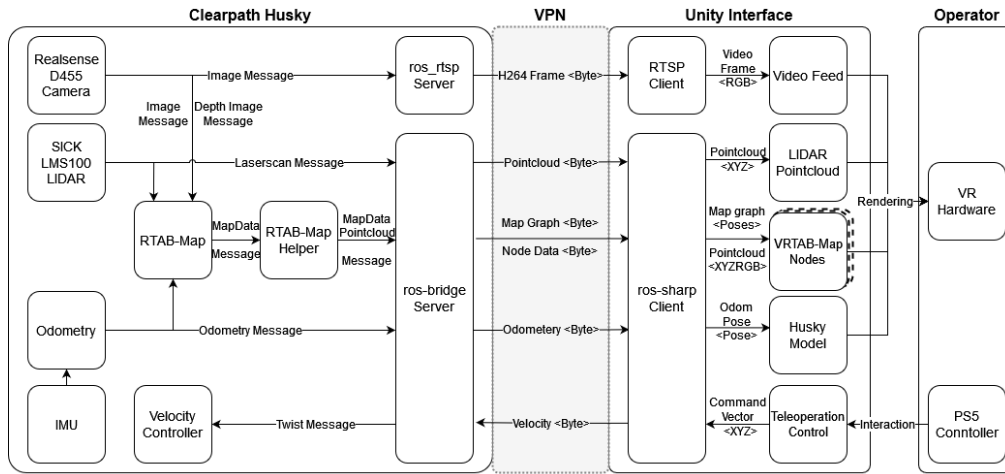 Clearpath Husky
VPN
Unity Interface
Operator
Realsense
D455
Camera
Image Message
ros_rtsp
Server
H264 Frame <Byte>
RTSP
Client
Video
Frame
<RGB>
Video Feed
Image
Message
Depth Image
Message
SICK
LMS100
LIDAR
Laserscan Message
Pointcloud <Byte>
Pointcloud
<XYZ>
LIDAR
Pointcloud
Rendering
VR
Hardware
RTAB-Map
MapData
Message
RTAB-Map
Helper
MapData
Pointcloud
Message
ros-bridge
Server
Map Graph <Byte>
Node Data <Byte>
ros-sharp
Client
Map graph
<Poses>
Pointcloud
<XYZRGB>
VRTAB-Map
Nodes
Odometry
Odometry Message
Odometery <Byte>
Odom
Pose
<Pose>
Husky
Model
IMU
Velocity
Controller
Twist Message
Velocity <Byte>
Command
Vector
<XYZ>
Teleoperation
Control
Interaction
PS5
Conntoller